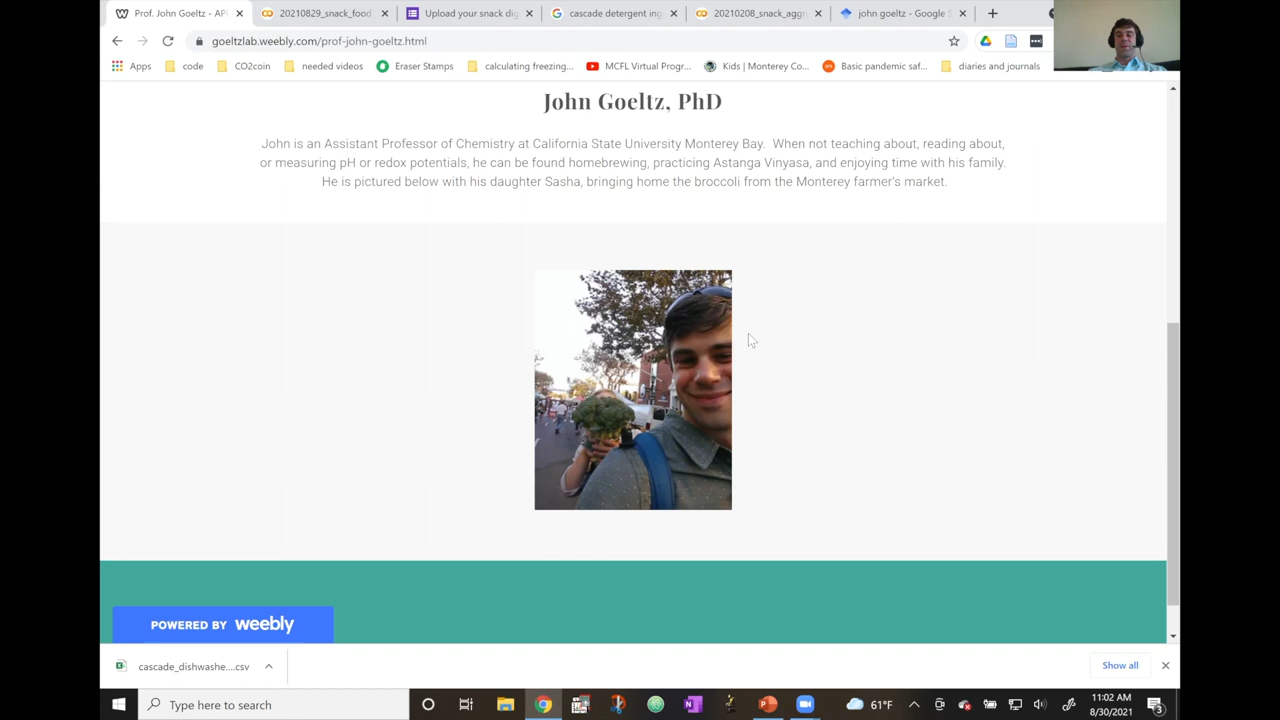 Prof. John Goeltz - AP
20210829_snack_food
Upload your snack dig
cascade detergent ing
20210208_snack_aggr
john goeltz - Google S
goeltzlab.weebly.com/prof-john-goeltz.html
Apps
code
CO2coin
needed videos
Eraser Stamps
calculating freezing...
MCFL Virtual Progr...
Kids | Monterey Co...
Basic pandemic saf...
diaries and journals
John Goeltz, PhD
John is an Assistant Professor of Chemistry at California State University Monterey Bay. When not teaching about, reading about,
or measuring pH or redox potentials, he can be found homebrewing, practicing Astanga Vinyasa, and enjoying time with his family.
He is pictured below with his daughter Sasha, bringing home the broccoli from the Monterey farmer's market.
POWERED BY weebly
cascade_dishwashe....csv
Show all
Type here to search
61°F
11:02 AM
8/30/2021
3